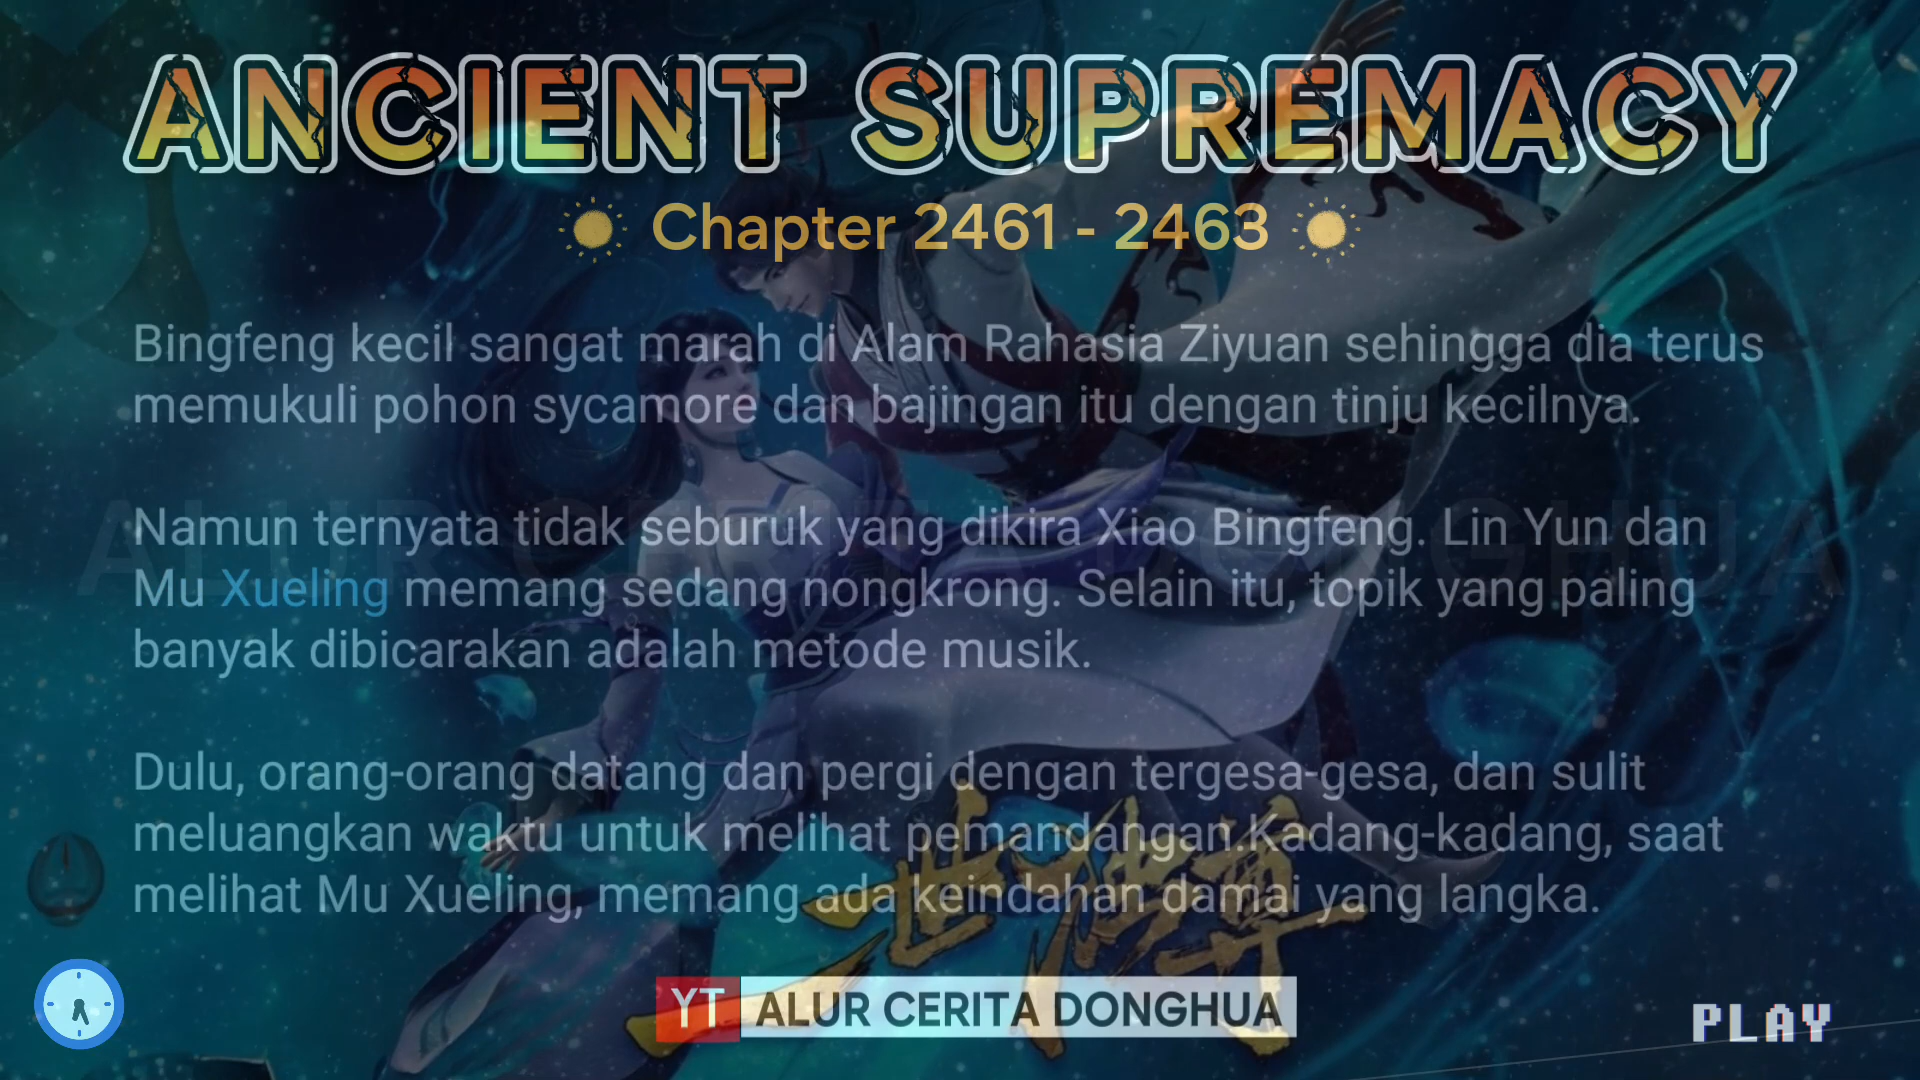 ANCIENT SUPREMACY
Chapter 2461 - 2463
Bingfeng kecil sangat marah di Alam Rahasia Ziyuan sehingga dia terus
memukuli pohon sycamore dan bajingan itu dengan tinju kecilnya.
Namun ternyata tidak seburuk yang dikira Xiao Bingfeng. Lin Yun dan
Mu Xueling memang sedang nongkrong. Selain itu, topik yang paling
banyak dibicarakan adalah metode musik.
Dulu, orang-orang datang dan pergi dengan tergesa-gesa, dan sulit
meluangkan waktu untuk melihat pemandangan.Kadang-kadang, saat
melihat Mu Xueling, memang ada keindahan damai yang langka.
ALUR CERITA DONGHUA
YT ALUR CERITA DONGHUA
PLAY